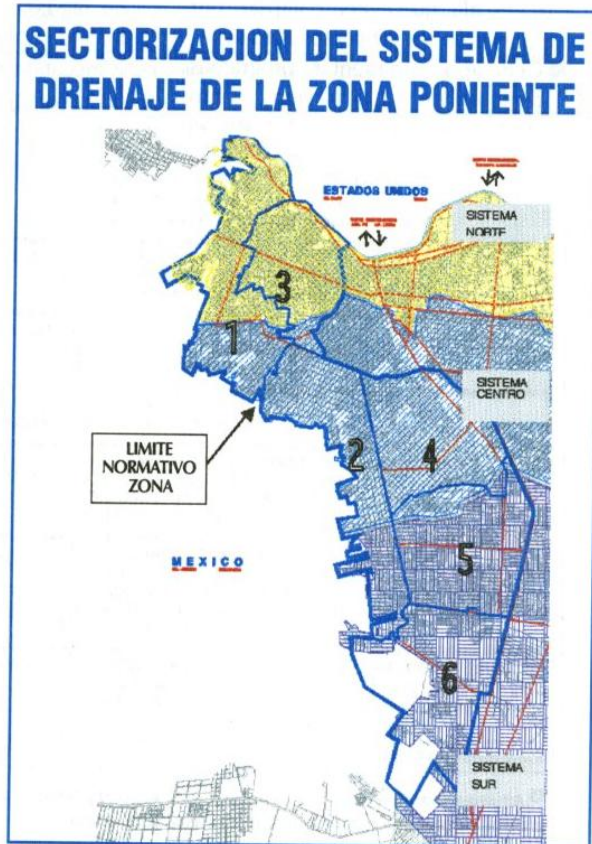 SECTORIZACION DEL SISTEMA DE
DRENAJE DE LA ZONA PONIENTE
ESTADOS UNIDOS
SISTEMA
NORTE
3
1
SISTEMA
CENTRO
LIMITE
NORMATIVO
ZONA
2
4
MEXICO
5
6
SISTEMA
SUR